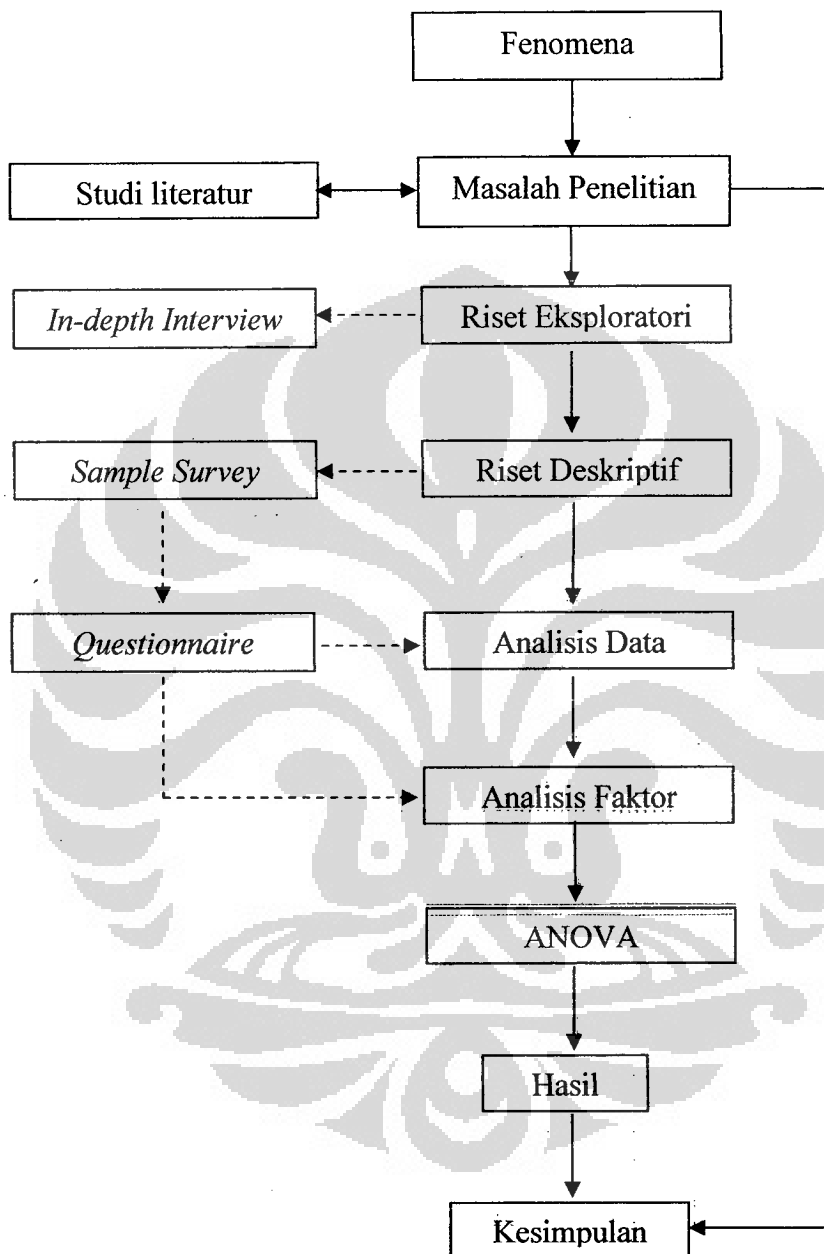 Fenomena
Studi literatur
Masalah Penelitian
In-depth Interview
Riset Eksploratori
Sample Survey
Riset Deskriptif
Questionnaire
Analisis Data
Analisis Faktor
ANOVA
Hasil
Kesimpulan